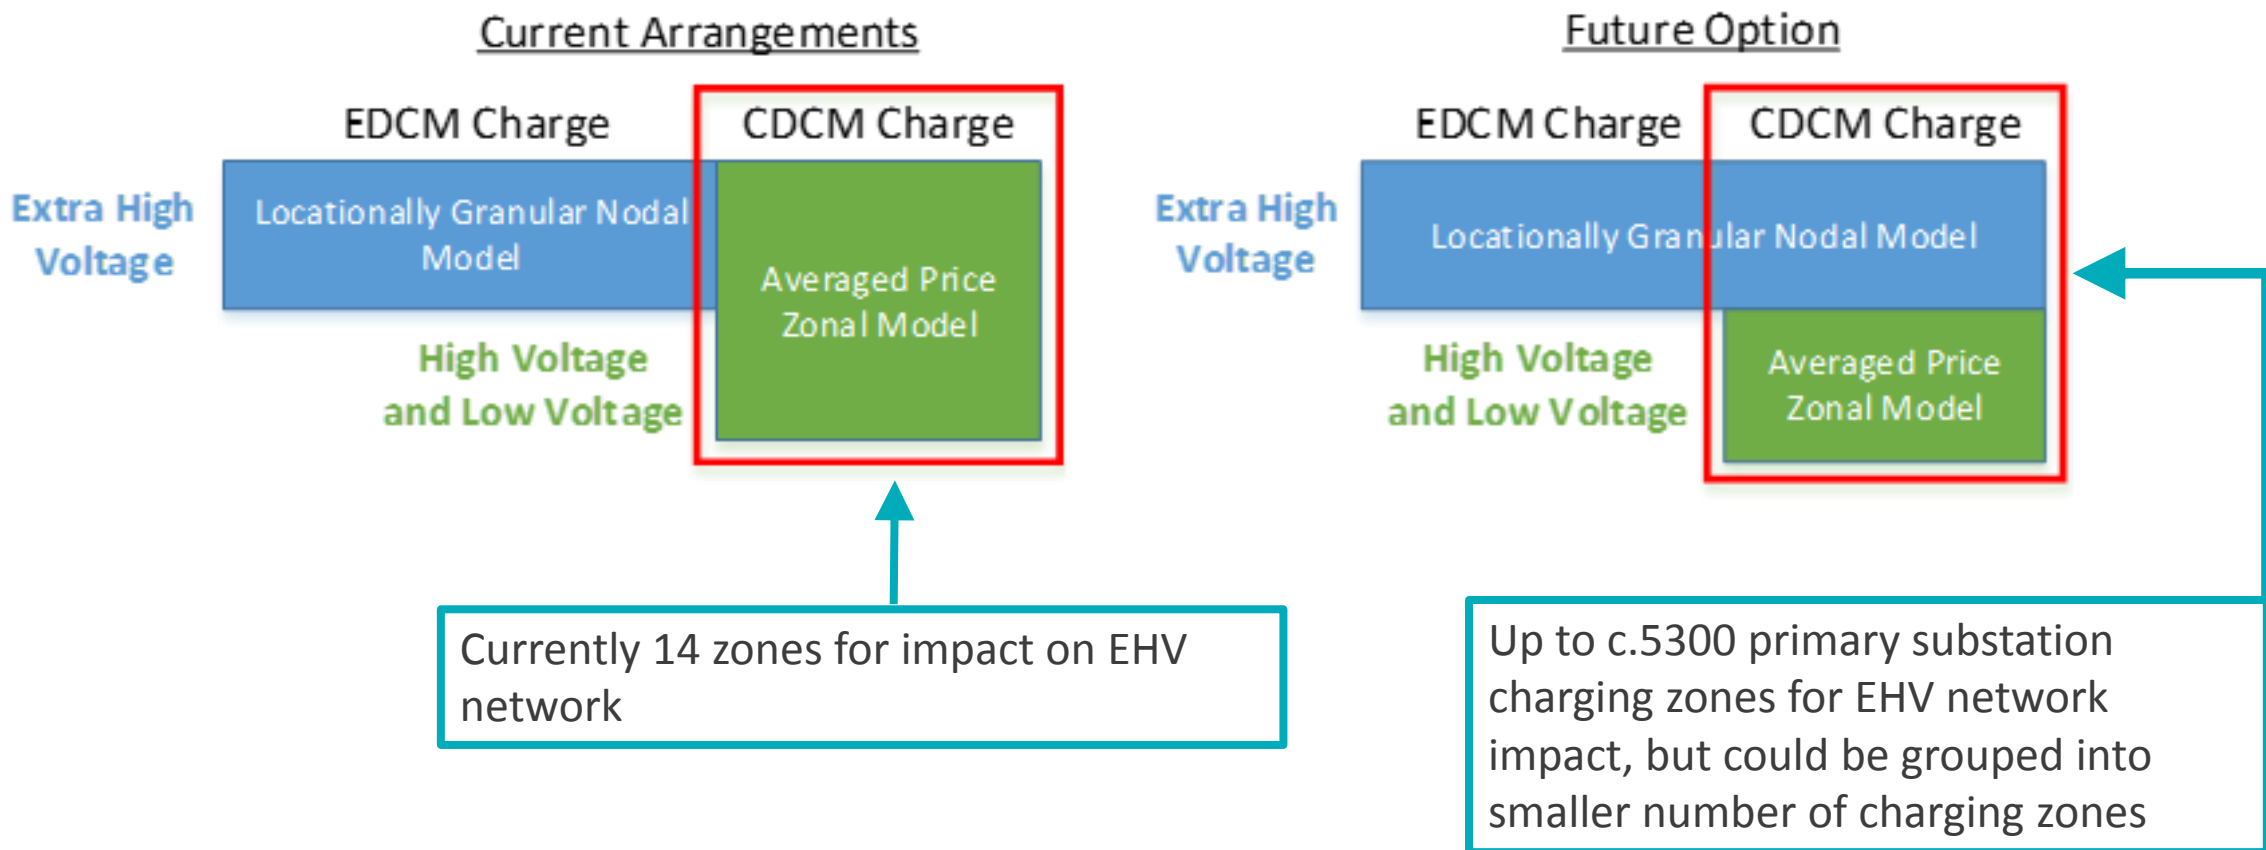 Current Arrangements
EDCM Charge
CDCM Charge
Extra High
Voltage
Locationally Granular Nodal
Model
Averaged Price
Zonal Model
High Voltage
and Low Voltage
Currently 14 zones for impact on EHV
network
Future Option
EDCM Charge
CDCM Charge
Extra High
Voltage
Locationally Granular Nodal Model
High Voltage
and Low Voltage
Averaged Price
Zonal Model
Up to c.5300 primary substation
charging zones for EHV network
impact, but could be grouped into
smaller number of charging zones